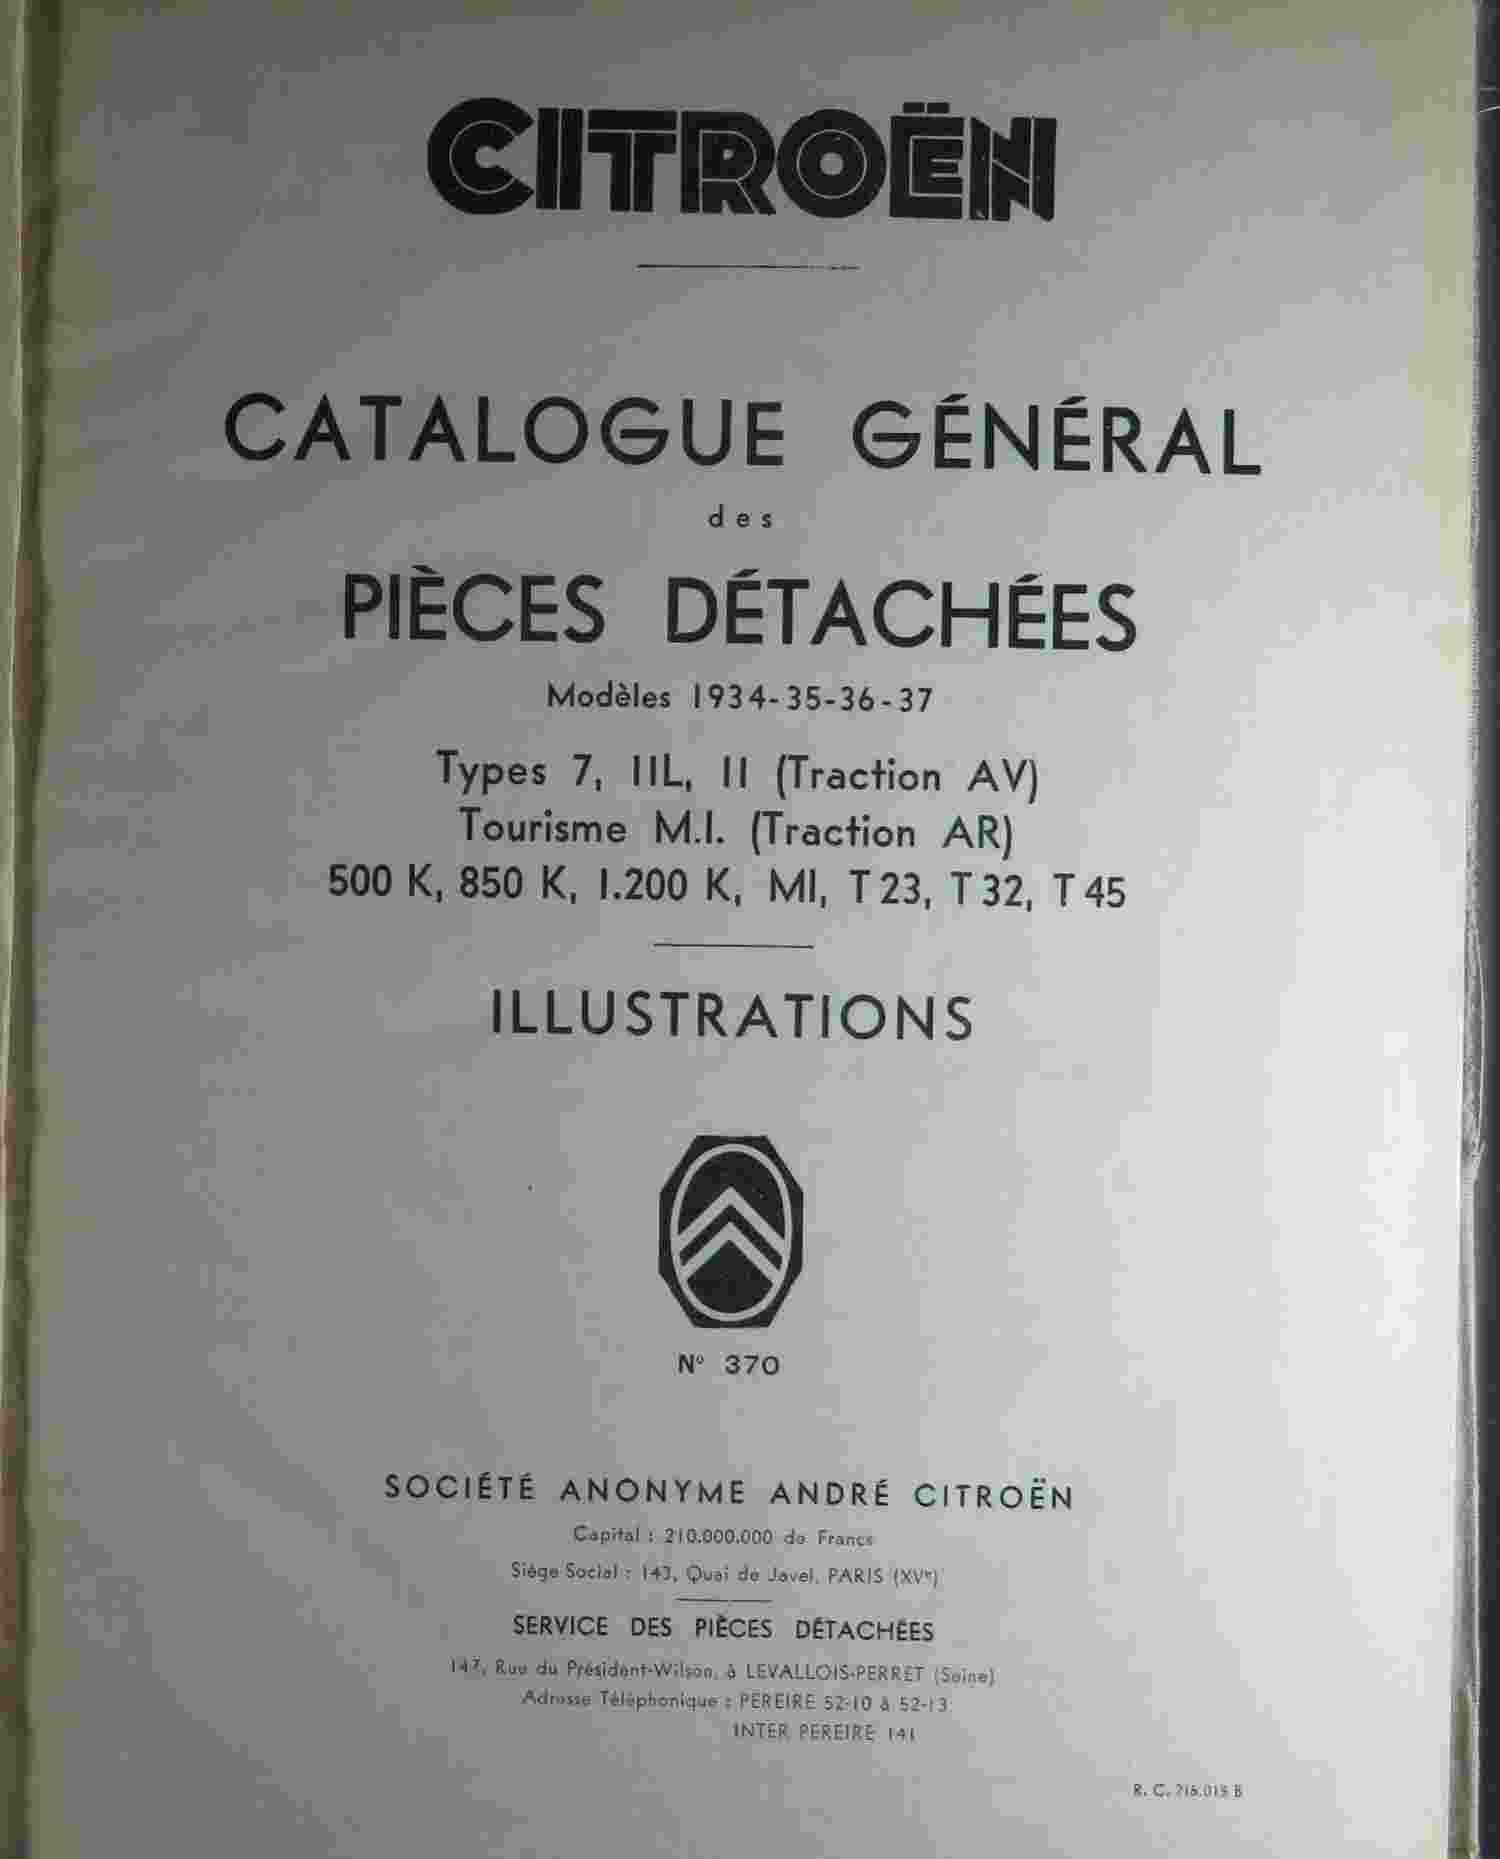 CITROËN
CATALOGUE GÉNÉRAL
des
PIÈCES DÉTACHÉES
Modèles 1934-35-36-37
Types 7, 11L, 11 (Traction AV)
Tourisme M.I. (Traction AR)
500 K, 850 K, 1.200 K, MI, T 23, T 32, T 45
ILLUSTRATIONS
N° 370
SOCIÉTÉ ANONYME ANDRÉ CITROËN
Capital : 210.000.000 de Francs
Siège Social : 143, Quai de Javel, PARIS (XVe)
SERVICE DES PIÈCES DÉTACHÉES
147, Rue du Président-Wilson, à LEVALLOIS-PERRET (Seine)
Adresse Téléphonique : PEREIRE 52-10 à 52-13
INTER PEREIRE 141
R. C.